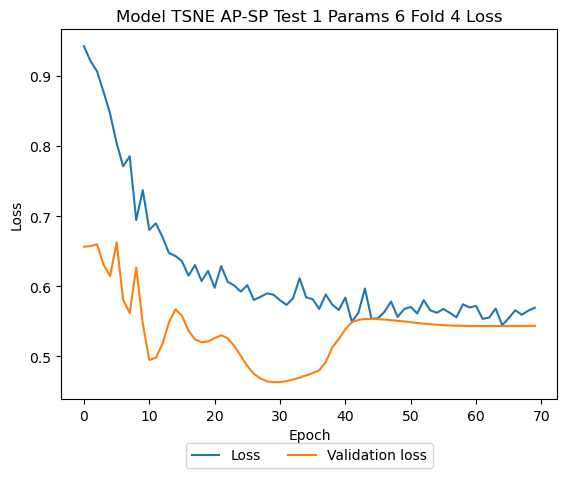 Model TSNE AP-SP Test 1 Params 6 Fold 4 Loss
Loss
0.9
0.8
0.7
0.6
0.5
0 10 20 30 40 50 60 70
Epoch
Loss Validation loss